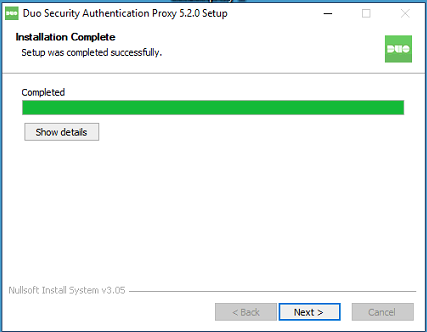 Duo Security Authentication Proxy 5.2.0 Setup
Installation Complete
Setup was completed successfully.
DUO
Completed
Show details
Nullsoft Install System v3.05
< Back
Next >
Cancel